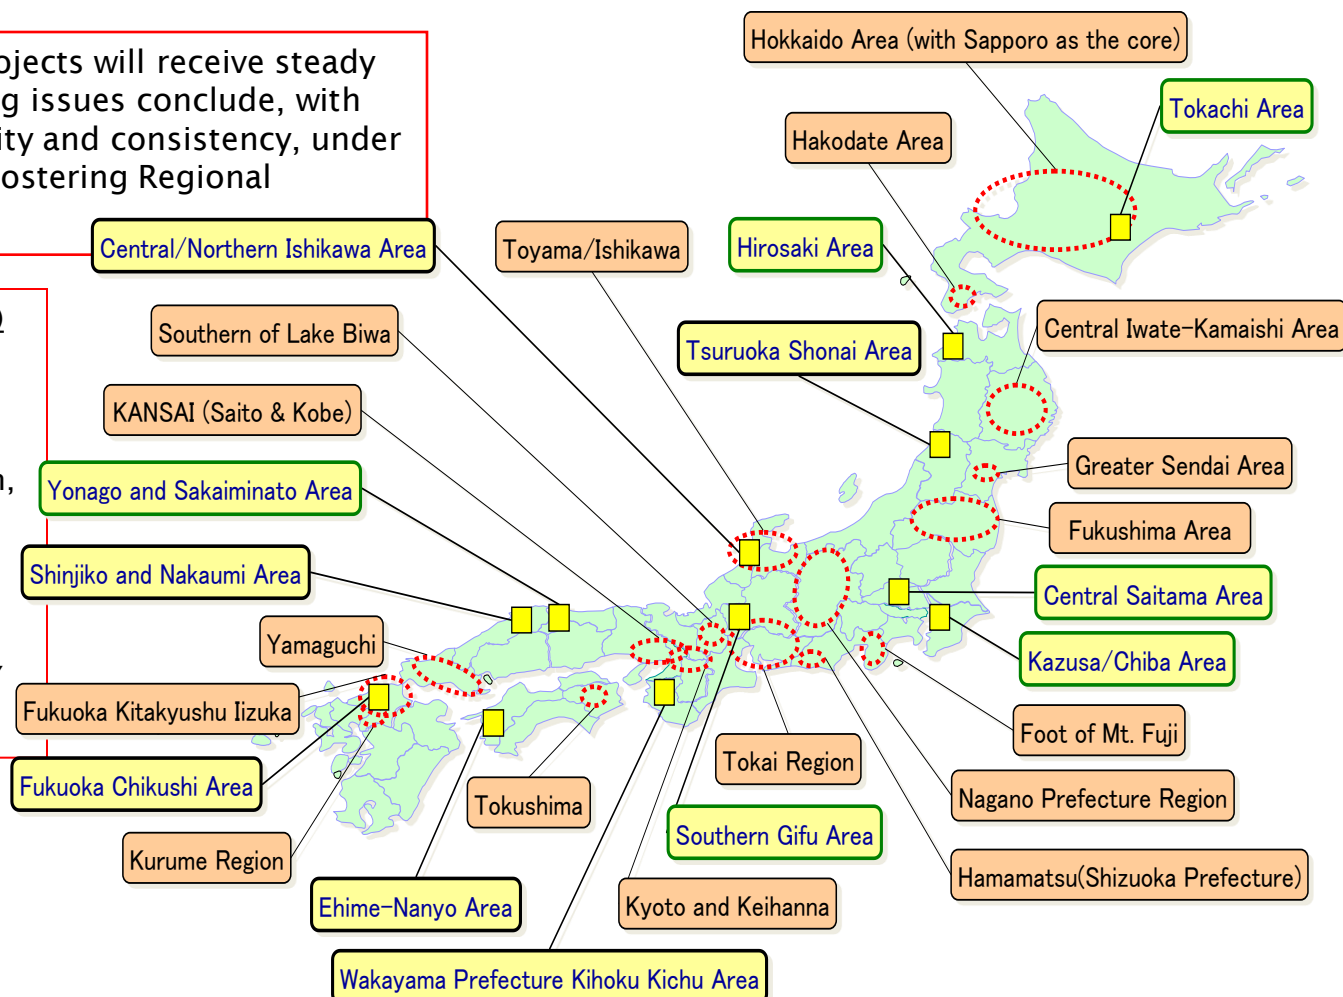 ojects will receive steady
g issues conclude, with
ity and consistency, under
ostering Regional
Hokkaido Area (with Sapporo as the core)
Tokachi Area
Hakodate Area
Central/Northern Ishikawa Area
Toyama/Ishikawa
Hirosaki Area
Southern of Lake Biwa
Tsuruoka Shonai Area
Central Iwate-Kamaishi Area
KANSAI (Saito & Kobe)
Greater Sendai Area
Yonago and Sakaiminato Area
Fukushima Area
Shinjiko and Nakaumi Area
Central Saitama Area
Yamaguchi
Kazusa/Chiba Area
Fukuoka Kitakyushu Iizuka
Foot of Mt. Fuji
Tokai Region
Fukuoka Chikushi Area
Tokushima
Nagano Prefecture Region
Southern Gifu Area
Kurume Region
Hamamatsu(Shizuoka Prefecture)
Ehime-Nanyo Area
Kyoto and Keihanna
Wakayama Prefecture Kihoku Kichu Area